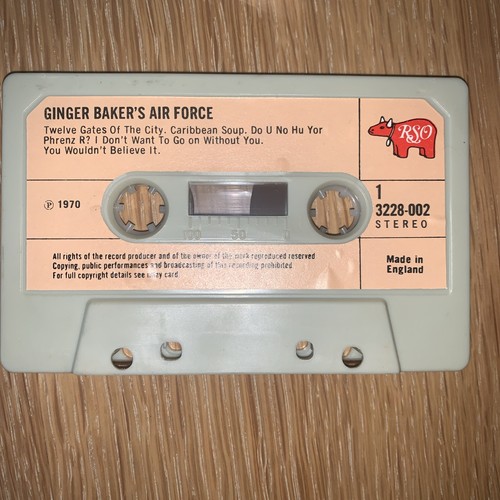 GINGER BAKER'S AIR FORCE
Twelve Gates Of The City. Caribbean Soup. Do U No Hu Yor
Phrenz R? I Don't Want To Go on Without You.
You Wouldn't Believe It.
RSO
℗ 1970
1
3228-002
STEREO
100 50 0
All rights of the record producer and of the owner of the work reproduced reserved
Copying, public performances and broadcasting of this recording prohibited
For full copyright details see inlay card
Made in
England